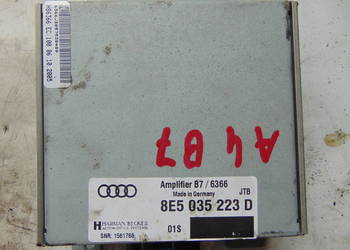 A4 B7
Amplifier B7 / 6366
Made in Germany
JTB
8E5 035 223 D
HARMAN/BECKER
AUTOMOTIVE SYSTEMS
01S
SNR: 1561766